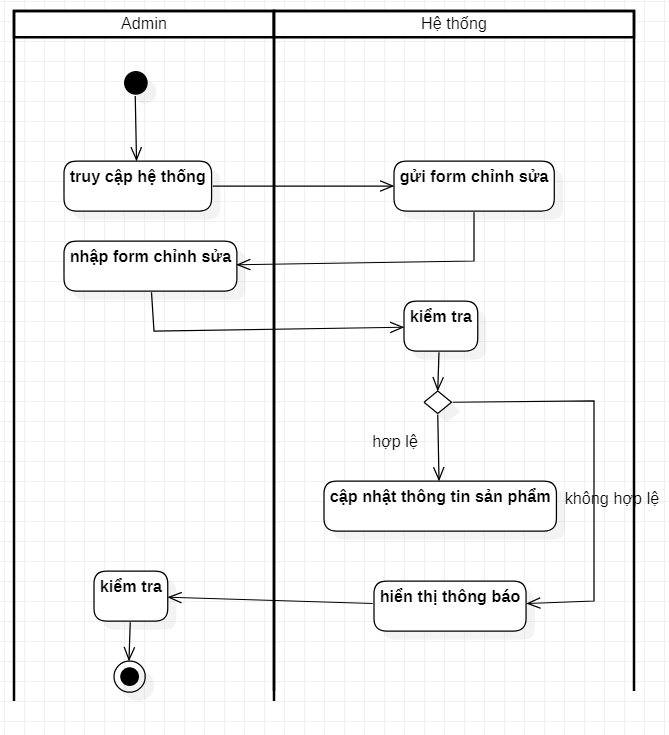 Admin
Hệ thống
truy cập hệ thống
gửi form chỉnh sửa
nhập form chỉnh sửa
kiểm tra
hợp lệ
cập nhật thông tin sản phẩm
không hợp lệ
kiểm tra
hiển thị thông báo